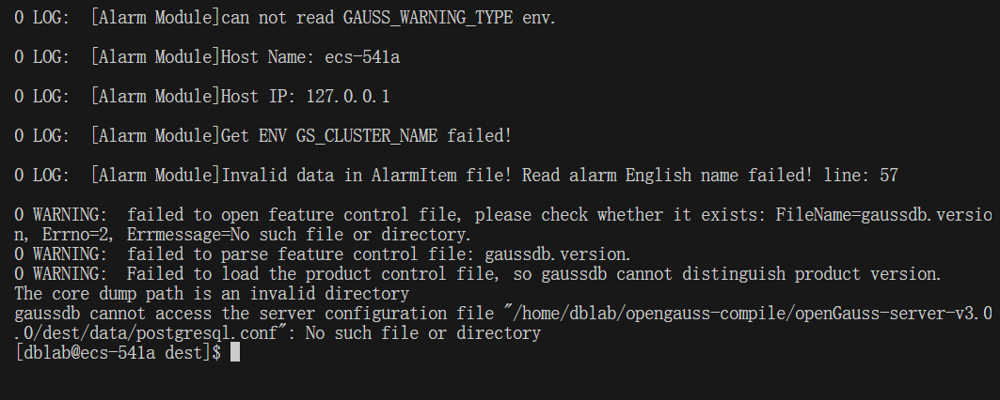 0 LOG:  [Alarm Module]can not read GAUSS_WARNING_TYPE env.
0 LOG:  [Alarm Module]Host Name: ecs-541a
0 LOG:  [Alarm Module]Host IP: 127.0.0.1
0 LOG:  [Alarm Module]Get ENV GS_CLUSTER_NAME failed!
0 LOG:  [Alarm Module]Invalid data in AlarmItem file! Read alarm English name failed! line: 57
0 WARNING:  failed to open feature control file, please check whether it exists: FileName=gaussdb.versio
n, Errno=2, Errmessage=No such file or directory.
0 WARNING:  failed to parse feature control file: gaussdb.version.
0 WARNING:  Failed to load the product control file, so gaussdb cannot distinguish product version.
The core dump path is an invalid directory
gaussdb cannot access the server configuration file "/home/dblab/opengauss-compile/openGauss-server-v3.0
.0/dest/data/postgresql.conf": No such file or directory
[dblab@ecs-541a dest]$